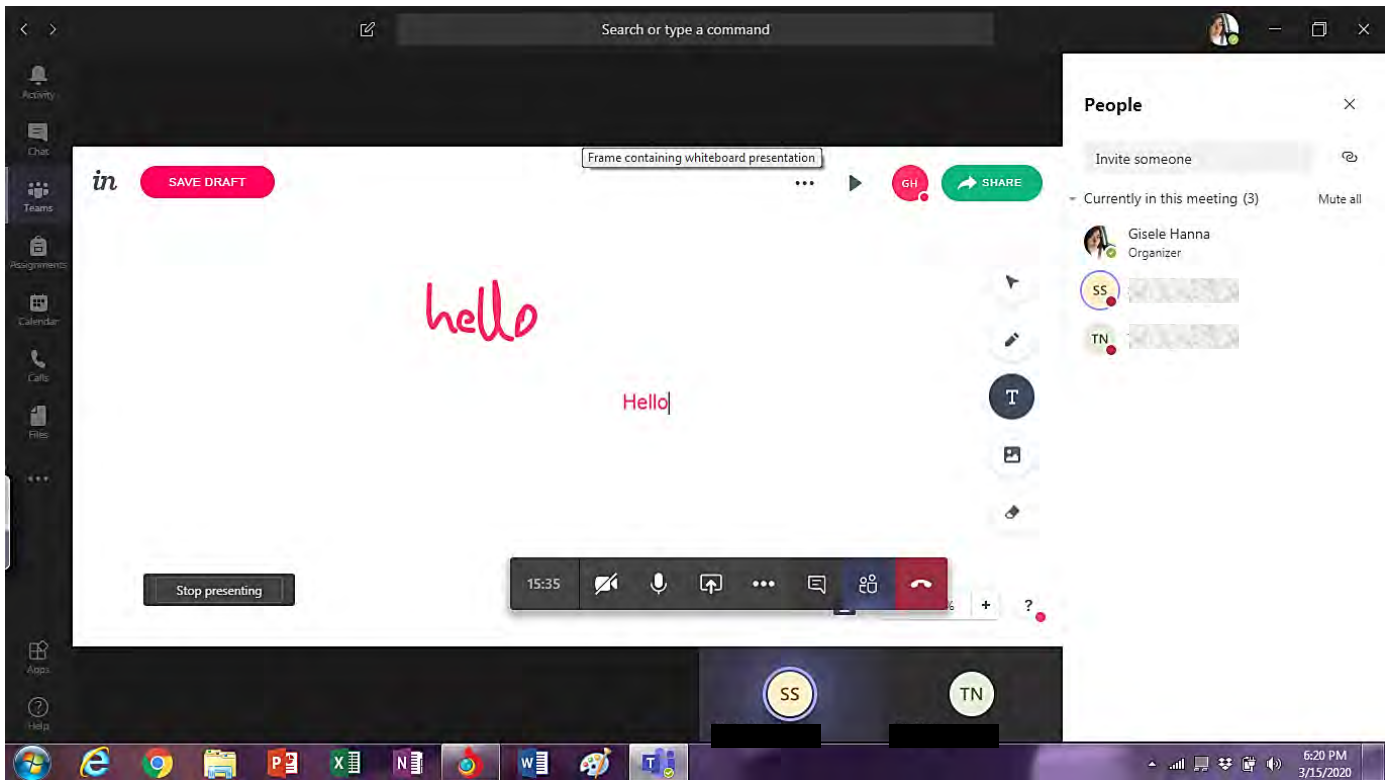 Search or type a command
Activity
Chat
Teams
Assignments
Calendar
Calls
Files
Apps
Help
in
SAVE DRAFT
Frame containing whiteboard presentation
GH
SHARE
hello
Hello
T
Stop presenting
15:35
%
+
?
SS
TN
People
Invite someone
Currently in this meeting (3)
Mute all
Gisele Hanna
Organizer
SS
TN
6:20 PM
3/15/2020